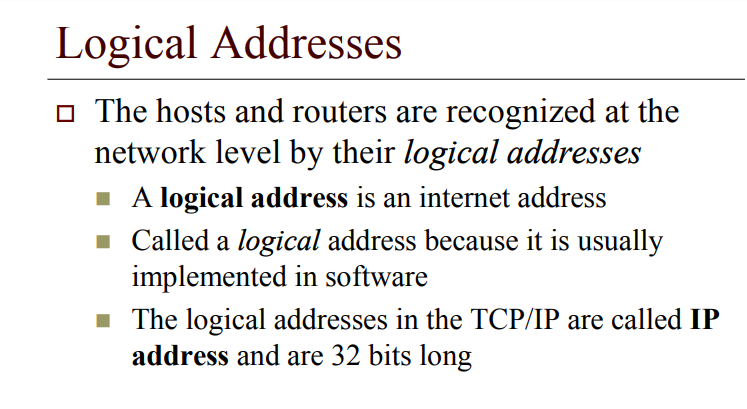 Logical Addresses
The hosts and routers are recognized at the
network level by their logical addresses
A logical address is an internet address
Called a logical address because it is usually
implemented in software
The logical addresses in the TCP/IP are called IP
address and are 32 bits long